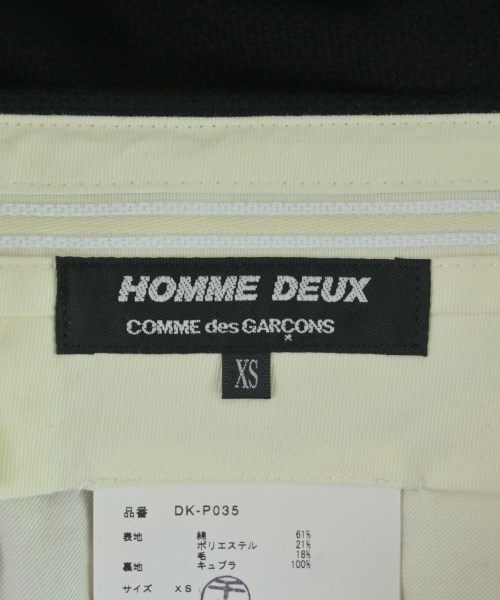 HOMME DEUX
COMME des GARÇONS
XS
品番 DK-P035
表地 綿 61%
ポリエステル 21%
毛 18%
裏地 キュプラ 100%
サイズ XS